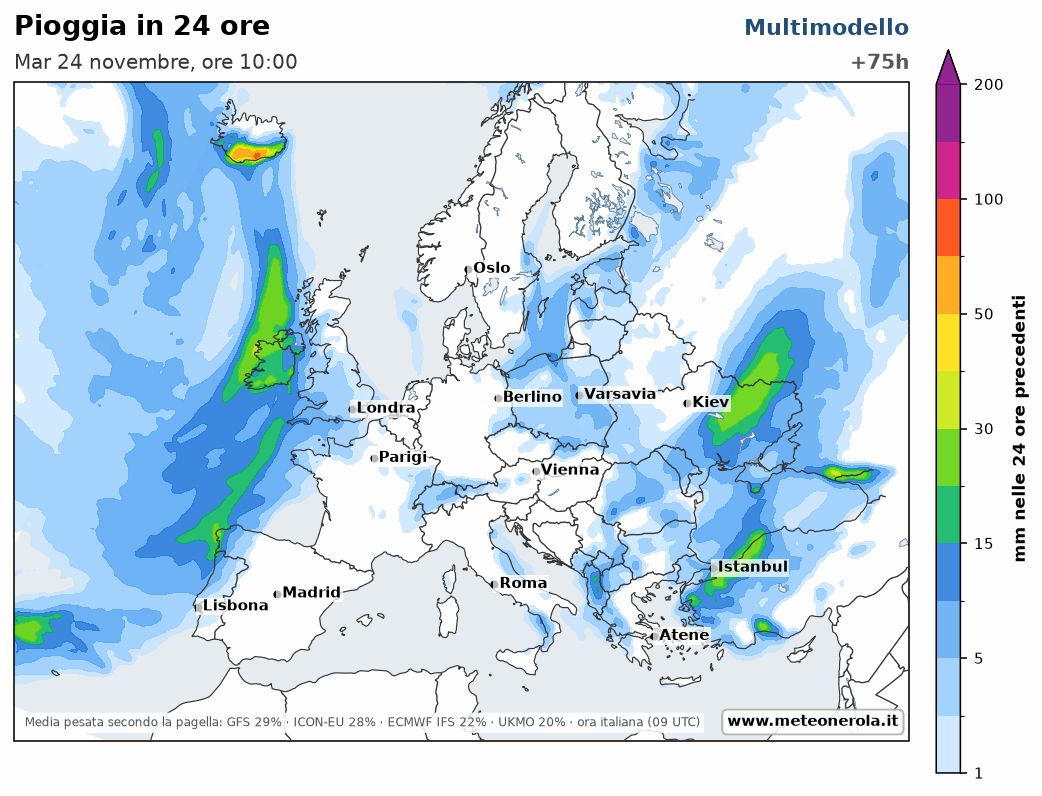 Pioggia in 24 ore
Multimodello
Mar 24 novembre, ore 10:00
+75h
200
100
50
30
15
5
1
mm nelle 24 ore precedenti
Oslo
Berlino
Varsavia
Kiev
Londra
Parigi
Vienna
Istanbul
Roma
Madrid
Lisbona
Atene
Media pesata secondo la pagella: GFS 29% · ICON-EU 28% · ECMWF IFS 22% · UKMO 20% · ora italiana (09 UTC)
www.meteonerola.it